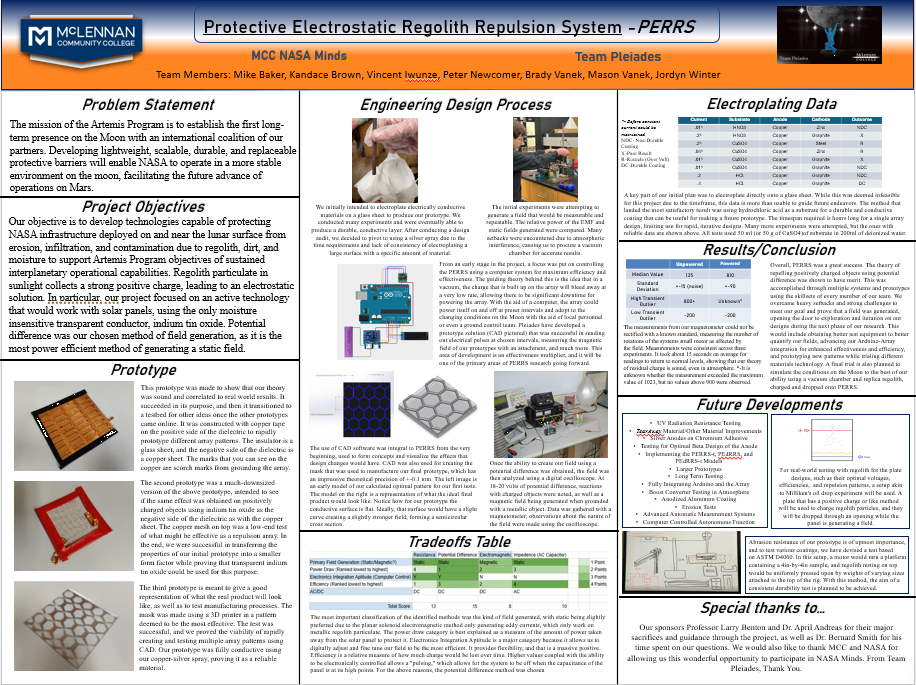 McLENNAN
COMMUNITY COLLEGE
Protective Electrostatic Regolith Repulsion System - PERRS
MCC NASA Minds
Team Pleiades
Team Members: Mike Baker, Kandace Brown, Vincent Iwunze, Peter Newcomer, Brady Vanek, Mason Vanek, Jordyn Winter
Problem Statement
The mission of the Artemis Program is to establish the first long-
term presence on the Moon with an international coalition of our
partners. Developing lightweight, scalable, durable, and replaceable
protective barriers will enable NASA to operate in a more stable
environment on the moon, facilitating the future advance of
operations on Mars.
Project Objectives
Our objective is to develop technologies capable of protecting
NASA infrastructure deployed on and near the lunar surface from
erosion, infiltration, and contamination due to regolith, dirt, and
moisture to support Artemis Program objectives of sustained
interplanetary operational capabilities. Regolith particulate in
sunlight collects a strong positive charge, leading to an electrostatic
solution. In particular, our project focused on an active technology
that would work with solar panels, using the only moisture
insensitive transparent conductor, indium tin oxide. Potential
difference was our chosen method of field generation, as it is the
most power efficient method of generating a static field.
Prototype
This prototype was made to show that our theory
was sound and correlated to real world results. It
succeeded in its purpose, and then it transitioned to
a testbed for other ideas once the other prototypes
came online. It was constructed with copper tape
on the positive side of the dielectric to rapidly
prototype different array patterns. The insulator is
a glass sheet, and the negative side of the dielectric is
a copper sheet. The marks that you can see on the
copper are scorch marks from grounding the array.
The second prototype was a much-downsized
version of the above prototype, intended to see
if the same effect was obtained on positively
charged objects using indium tin oxide as the
negative side of the dielectric as with the copper
sheet. The copper mesh on top was a low-end test
of what might be effective as a repulsion array. In
the end, we were successful in transferring the
properties of our initial prototype into a smaller
form factor while proving that transparent indium
tin oxide could be used for this purpose.
The third prototype is meant to give a good
representation of what the real product will look
like, as well as to test manufacturing processes. The
mask was made using a 3D printer in a pattern
deemed to be the most effective. The test was
successful, and we proved the viability of rapidly
creating and testing multiple array patterns using
CAD. Our prototype was fully conductive using
our copper-silver spray, proving it as a reliable
material.
Engineering Design Process
We initially intended to electroplate electrically conductive
materials on a glass sheet to produce our prototype. We
conducted many experiments and were eventually able to
produce a durable, conductive layer. After conducting a design
audit, we decided to pivot to using a silver spray due to the
time requirements and lack of consistency of electroplating a
large surface with a specific amount of material.
The initial experiments were attempting to
generate a field that would be measurable and
repeatable. The relative power of the EMF and
static fields generated were compared. Many
setbacks were encountered due to atmospheric
interference, causing us to procure a vacuum
chamber for accurate results.
From an early stage in the project, a focus was put on controlling
the PERRS using a computer system for maximum efficiency and
effectiveness. The guiding theory behind this is the idea that in a
vacuum, the charge that is built up on the array will bleed away at
a very low rate, allowing there to be significant downtime for
powering the array. With the aid of a computer, the array could
power itself on and off at preset intervals and adopt to the
changing conditions on the Moon with the aid of local personnel
or even a ground control team. Pleiades have developed a
prototype solution (CAD pictured) that was successful in sending
out electrical pulses at chosen intervals, measuring the magnetic
field of our prototypes with an attachment, and much more. This
area of development is an effectiveness multiplier, and it will be
one of the primary areas of PERRS research going forward.
The use of CAD software was integral to PERRS from the very
beginning, used to form concepts and visualize the effects that
design changes would have. CAD was also used for creating the
mask that was used to manufacture our final prototype, which has
an impressive theoretical precision of +-0.1 mm. The left image is
an early model of our calculated optimal pattern for our first tests.
The model on the right is a representation of what the ideal final
product would look like. Notice how for our prototype the
conductive surface is flat. Ideally, that surface would have a slight
curve creating a slightly stronger field, forming a semicircular
cross section.
Once the ability to create our field using a
potential difference was obtained, the field was
then analyzed using a digital oscilloscope. At
18-20 volts of potential difference, reactions
with charged objects were noted, as well as a
magnetic field being generated when grounded
with a metallic object. Data was gathered with a
magnetometer; observations about the nature of
the field were made using the oscilloscope.
Tradeoffs Table
Resistance Potential Difference Electromagnetic Impedance (AC Capacitor)
Primary Field Generation (Static/Magnetic?) Static Static Magnetic Static 1 Point
Power Draw (Ranked lowest to highest) 4 1 2 3 2 Points
Electronics Integration Aptitude (Computer Control) Y Y N N 3 Points
Efficiency (Ranked lowest to highest) 1 3 2 4 4 Points
AC/DC DC DC DC AC
Total Score 13 15 8 10
The most important classification of the identified methods was the kind of field generated, with static being slightly
preferred due to the planar solenoid electromagnetic method only generating eddy currents, which only work on
metallic regolith particulate. The power draw category is best explained as a measure of the amount of power taken
away from the solar panel to protect it. Electronics Integration Aptitude is a major category because it allows us to
digitally adjust and fine tune our field to be the most effective. It provides flexibility, and that is a massive positive.
Efficiency is a relative measure of how much charge would be lost over time. Higher values coupled with the ability
to be electronically controlled allows a "pulsing," which allows for the system to be off when the capacitance of the
panel is at its high points. For the above reasons, the potential difference method was chosen
Electroplating Data
*- Before constant
current could be
maintained
NDC- Non-Durable
Coating
X-Poor Result
R-Rusticle (Over Volt)
DC-Durable Coating
Current Substrate Anode Cathode Outcome
.01* HNO3 Copper Zinc NDC
.2* HNO3 Copper Graphite X
.2* CuSO4 Copper Steel R
.01* CuSO4 Copper Zinc R
.01* CuSO4 Copper Graphite NDC
.2 HCL Copper Graphite NDC
.4 HCL Copper Graphite DC
A key part of our initial plan was to electroplate directly onto a glass sheet. While this was deemed infeasible
for this project due to the timeframe, this data is more than usable to guide future endeavors. The method that
landed the most satisfactory result was using hydrochloric acid as a substrate for a durable and conductive
coating that can be useful for making a future prototype. The timespan required is hours long for a single array
design, limiting use for rapid, iterative designs. Many more experiments were attempted, but the ones with
reliable data are shown above. All tests used 50 ml (or 50 g of CuSO4) of substrate in 200ml of deionized water.
Results/Conclusion
Unpowered Powered
Median Value 125 810
Standard Deviation +-15 (noise) +-90
High Transient Outlier 800+ Unknown*
Low Transient Outlier -200 -200
The measurements from our magnetometer could not be
rectified with a known standard, measuring the number of
rotations of the systems small motor as affected by
the field. Measurements were consistent across three
experiments. It took about 15 seconds on average for
readings to return to normal levels, showing that our theory
of residual charge is sound, even in atmosphere. *-It is
unknown whether the measurement exceeded the maximum
value of 1023, but no values above 900 were observed.
Overall, PERRS was a great success. The theory of
repelling positively charged objects using potential
difference was shown to have merit. This was
accomplished through multiple systems and prototypes
using the skillsets of every member of our team. We
overcame heavy setbacks and strong challenges to
meet our goal and prove that a field was generated,
opening the door to exploration and iteration on our
designs during the next phase of our research. This
would include obtaining better test equipment to better
quantify our fields, advancing our Arduino-Array
integration for enhanced effectiveness and efficiency,
and prototyping new patterns while trialing different
materials technology. A final trial is also planned to
simulate the conditions on the Moon to the best of our
ability using a vacuum chamber and replica regolith,
charged and dropped onto PERRS.
Future Developments
• UV Radiation Resistance Testing
• Teardown Material/Other Material Improvements
• Silver Anodes on Chromium Adhesive
• Testing for Optimal Beta Design of the Anode
• Implementing the PERRS-t, PEdRRS, and
PEdRRS-t Models
• Larger Prototypes
• Long Term Testing
• Fully Integrating Arduino and the Array
• Boost Converter Testing in Atmosphere
• Anodized Aluminum Coating
• Erosion Tests
• Advanced Axiometric Measurement Systems
• Computer Controlled Autonomous Function
For real-world testing with regolith for the plate
designs, such as their optimal voltages,
efficiencies, and repulsion patterns, a setup akin
to Millikan's oil drop experiment will be used. A
plate that has a positive charge or like method will
be used to charge regolith particles, and they
will be dropped through an opening while the
panel is generating a field.
Abrasion resistance of our prototype is of upmost importance,
and to test various coatings, we have devised a test based
on ASTM D4060. In this setup, a motor would turn a platform
containing a 4in-by-4in sample, and regolith resting on top
would be uniformly pressed upon by weights of varying sizes
attached to the top of the rig. With this method, the aim of a
consistent durability test is planned to be achieved.
Special thanks to...
Our sponsors Professor Larry Benton and Dr. April Andreas for their major
sacrifices and guidance through the project, as well as Dr. Bernard Smith for his
time spent on our questions. We would also like to thank MCC and NASA for
allowing us this wonderful opportunity to participate in NASA Minds. From Team
Pleiades, Thank You.